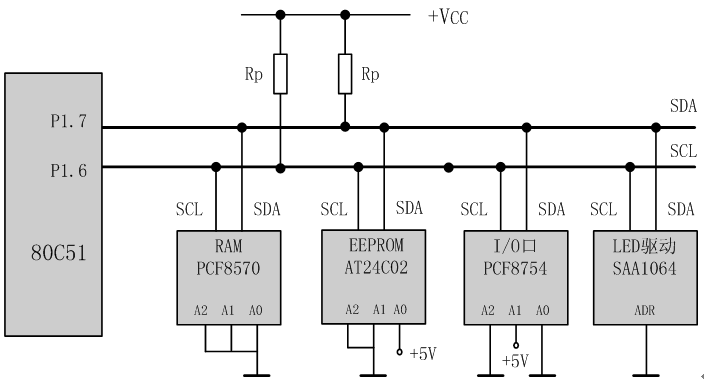 +VCC
Rp Rp
SDA
P1.7
SCL
P1.6
SCL SDA SCL SDA SCL SDA SCL SDA
80C51
RAM EEPROM I/O口 LED驱动
PCF8570 AT24C02 PCF8754 SAA1064
A2 A1 A0 A2 A1 A0 A2 A1 A0 ADR
+5V +5V